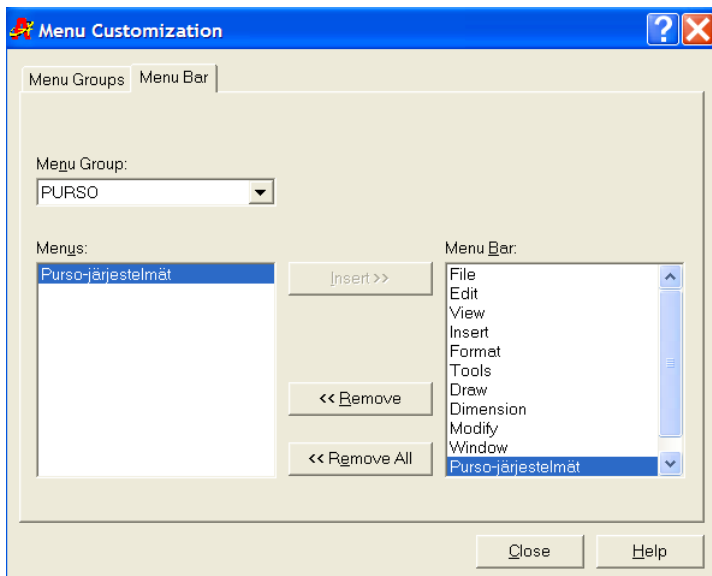 Menu Customization
Menu Groups
Menu Bar
Menu Group:
PURSO
Menus:
Purso-järjestelmät
Insert >>
<< Remove
<< Remove All
Menu Bar:
File
Edit
View
Insert
Format
Tools
Draw
Dimension
Modify
Window
Purso-järjestelmät
Close
Help